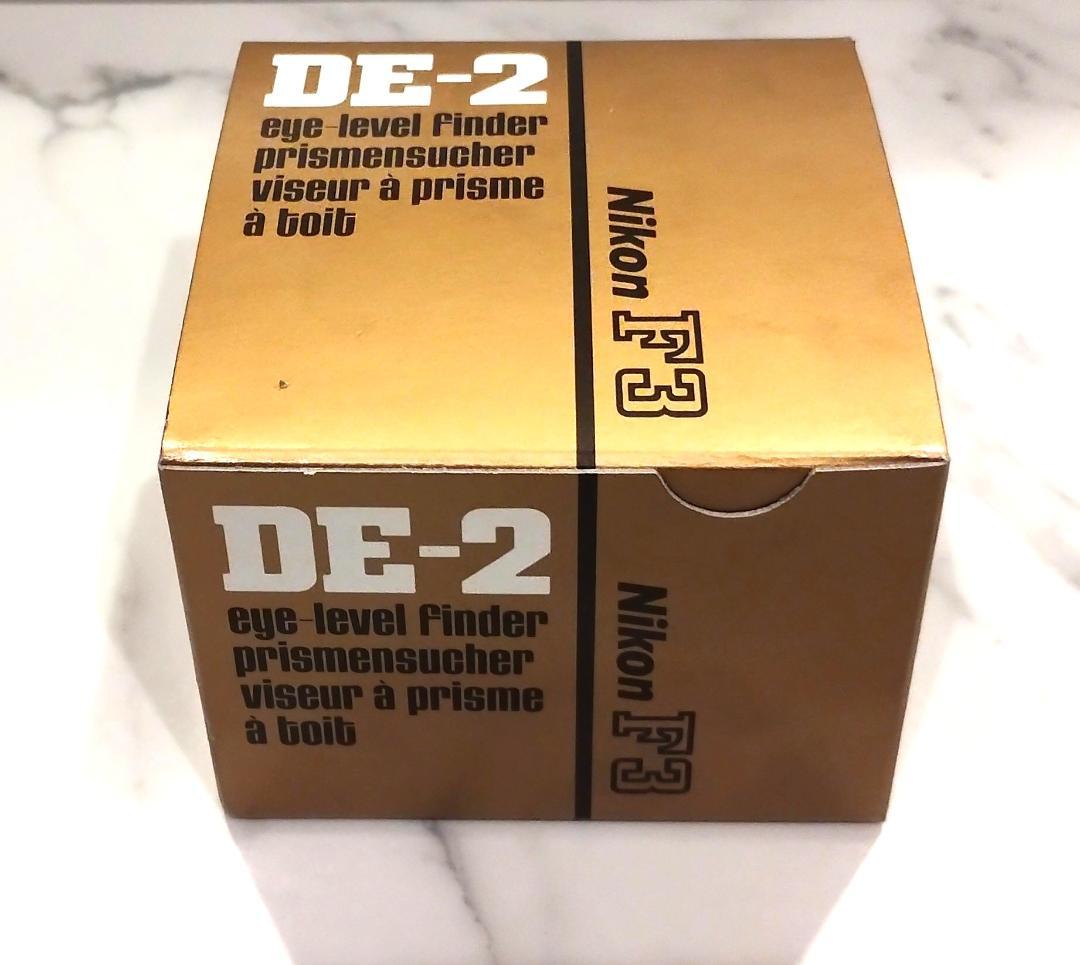 DE-2
eye-level finder
prismensucher
viseur à prisme
à toit
Nikon F3
DE-2
eye-level finder
prismensucher
viseur à prisme
à toit
Nikon F3